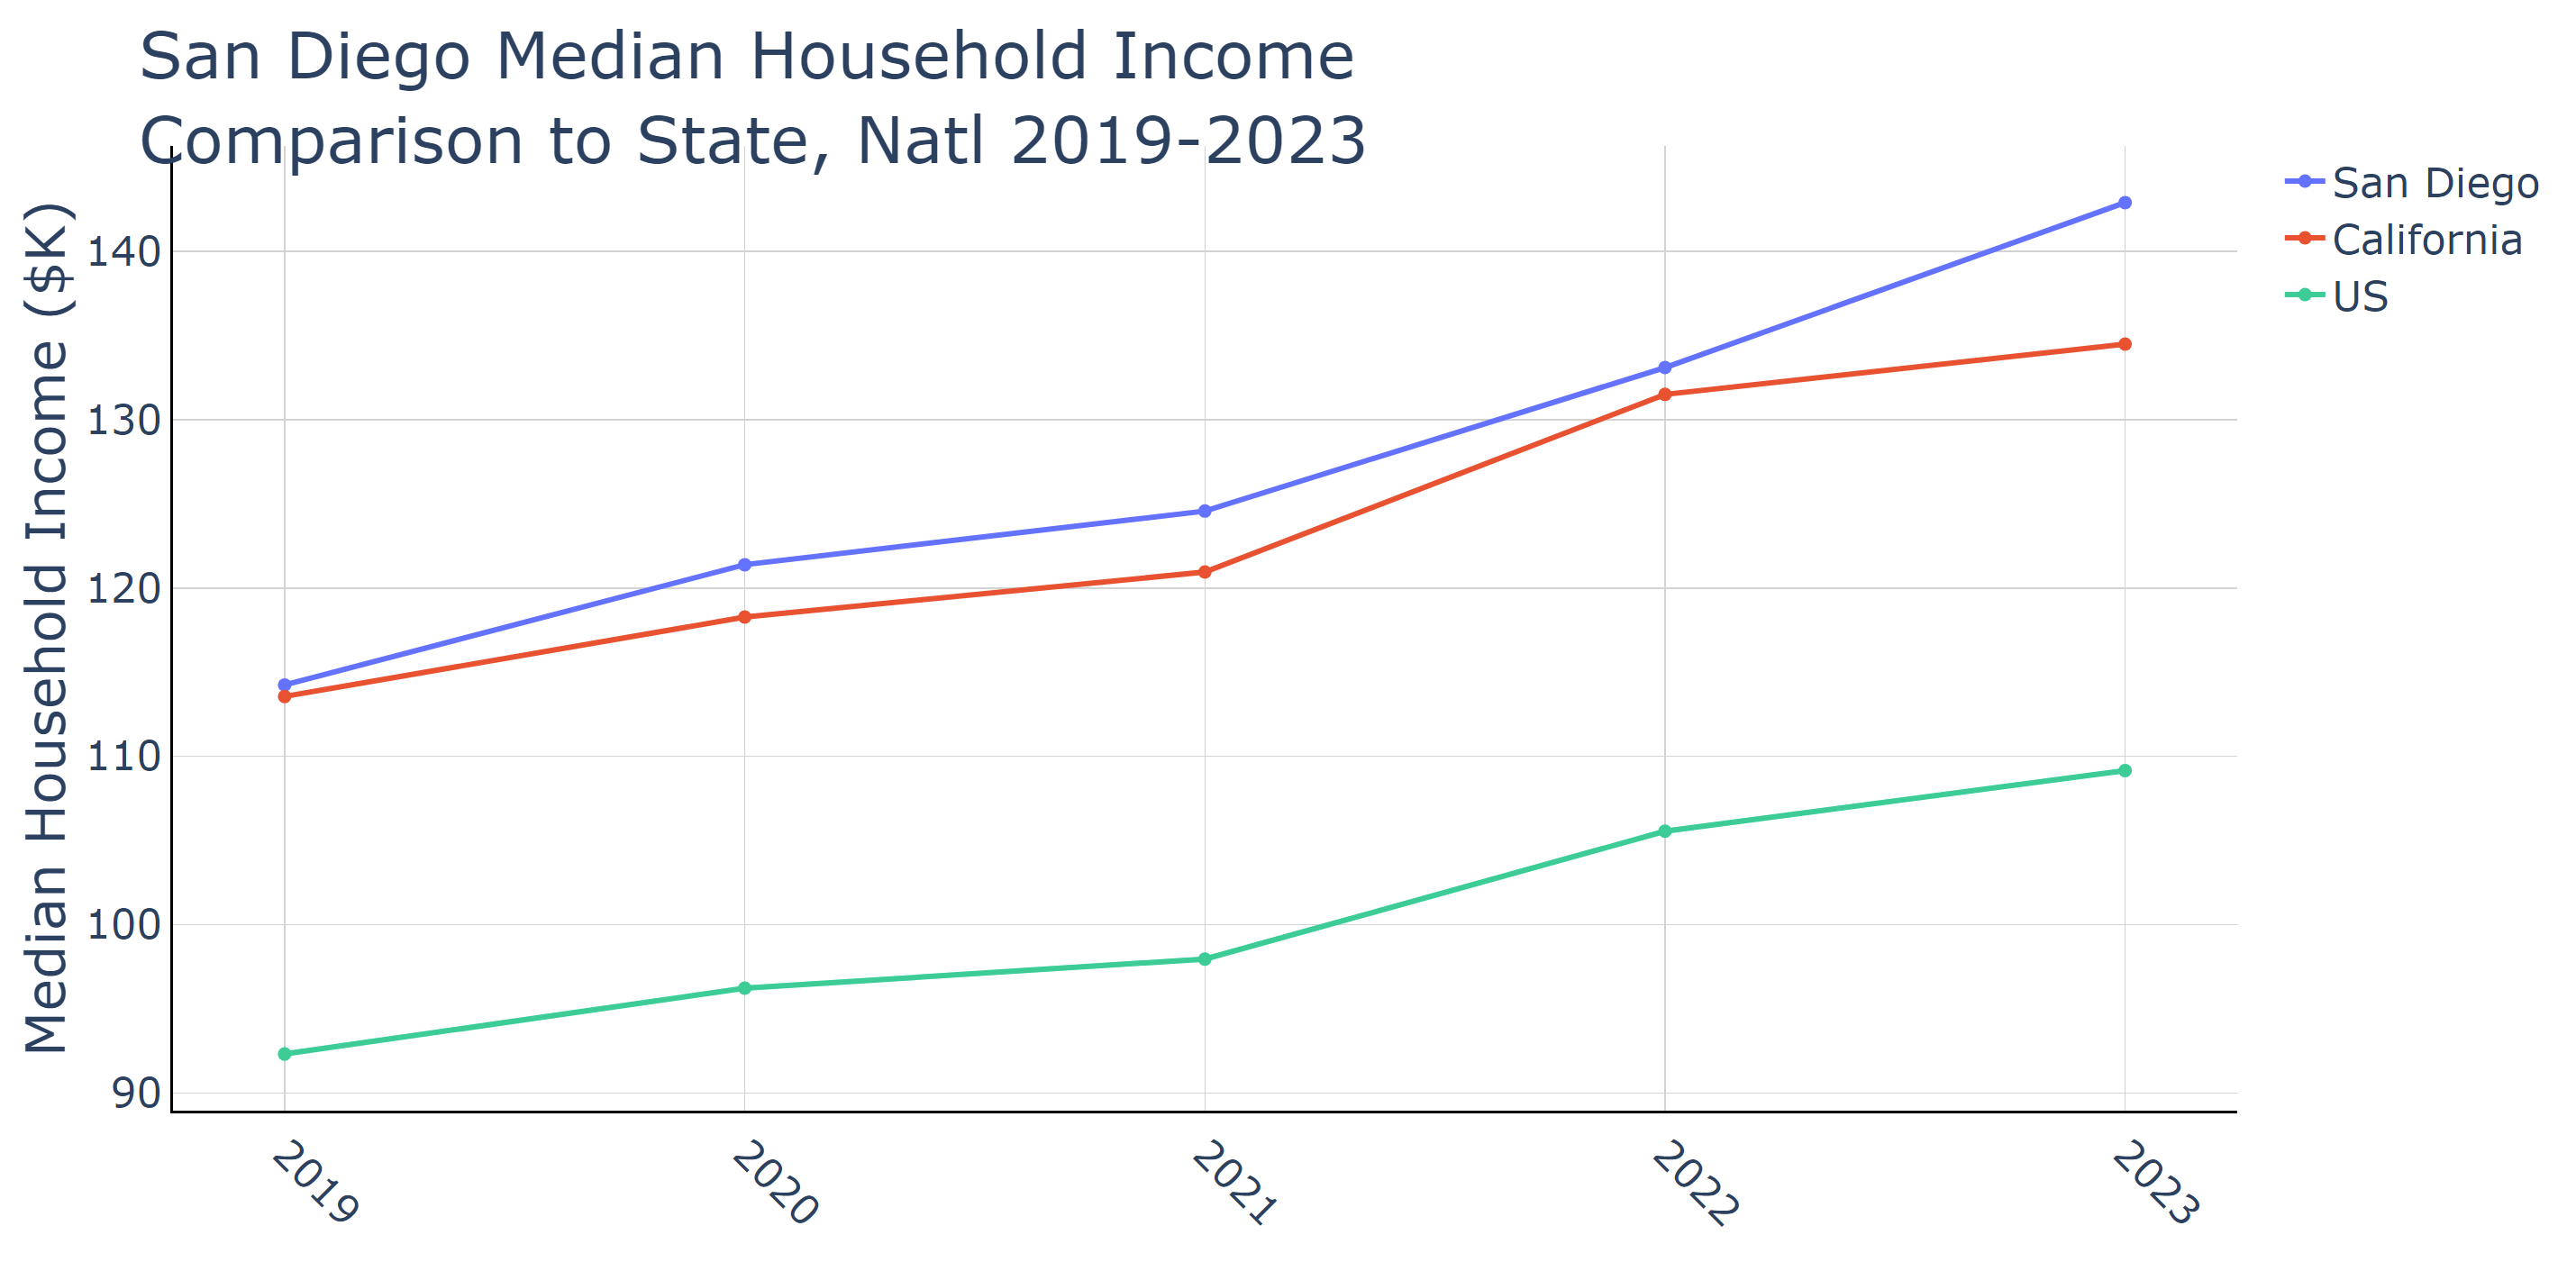 San Diego Median Household Income
Comparison to State, Natl 2019-2023
Median Household Income ($K)
140
130
120
110
100
90
2019
2020
2021
2022
2023
San Diego
California
US